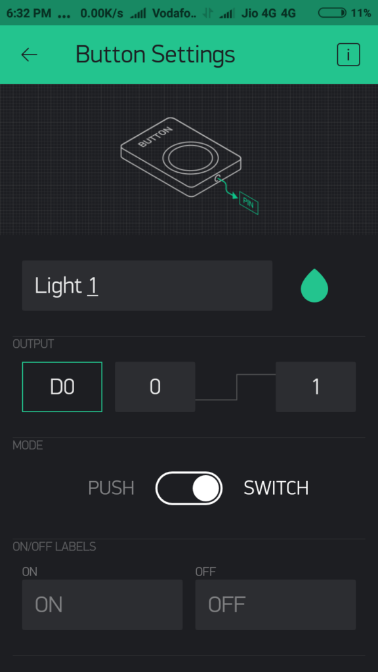 6:32 PM ... 0.00K/s Vodafo.. Jio 4G 4G 11%
← Button Settings i
BUTTON
PIN
Light 1
OUTPUT
D0 0 1
MODE
PUSH SWITCH
ON/OFF LABELS
ON OFF
ON OFF